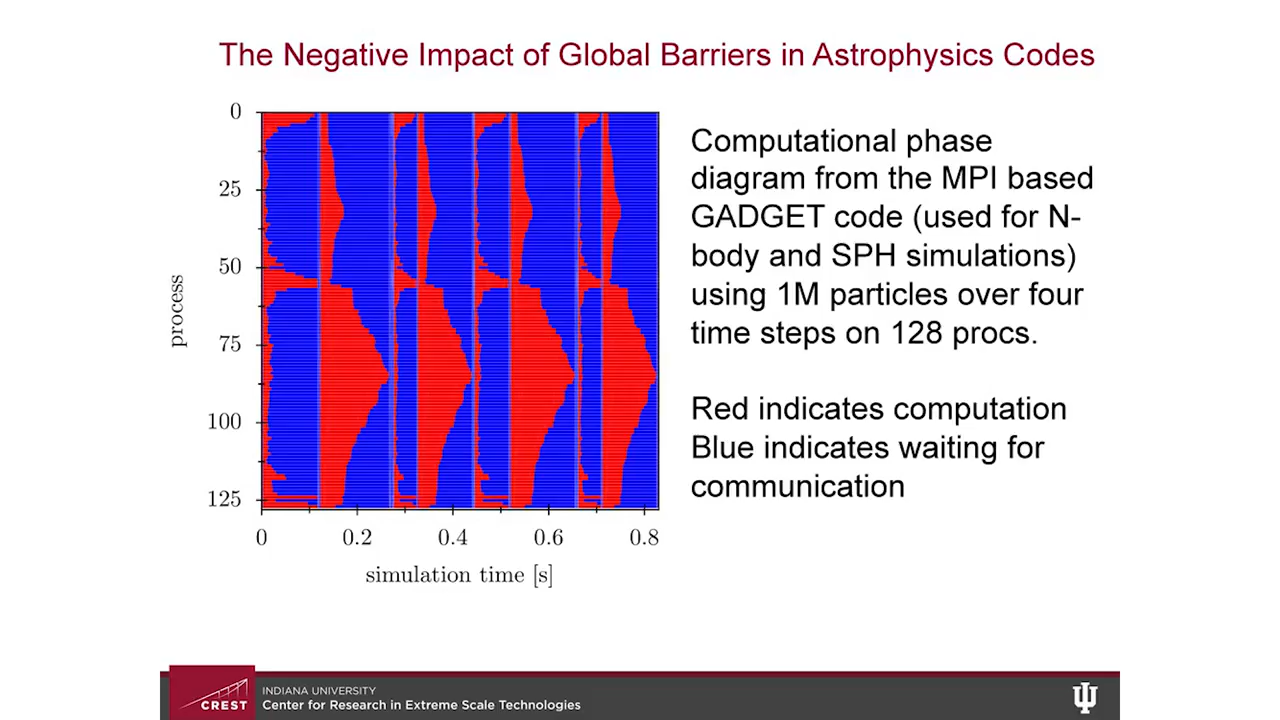 The Negative Impact of Global Barriers in Astrophysics Codes
0
25
50
75
100
125
process
0
0.2
0.4
0.6
0.8
simulation time [s]
Computational phase
diagram from the MPI based
GADGET code (used for N-
body and SPH simulations)
using 1M particles over four
time steps on 128 procs.
Red indicates computation
Blue indicates waiting for
communication
CREST
INDIANA UNIVERSITY
Center for Research in Extreme Scale Technologies